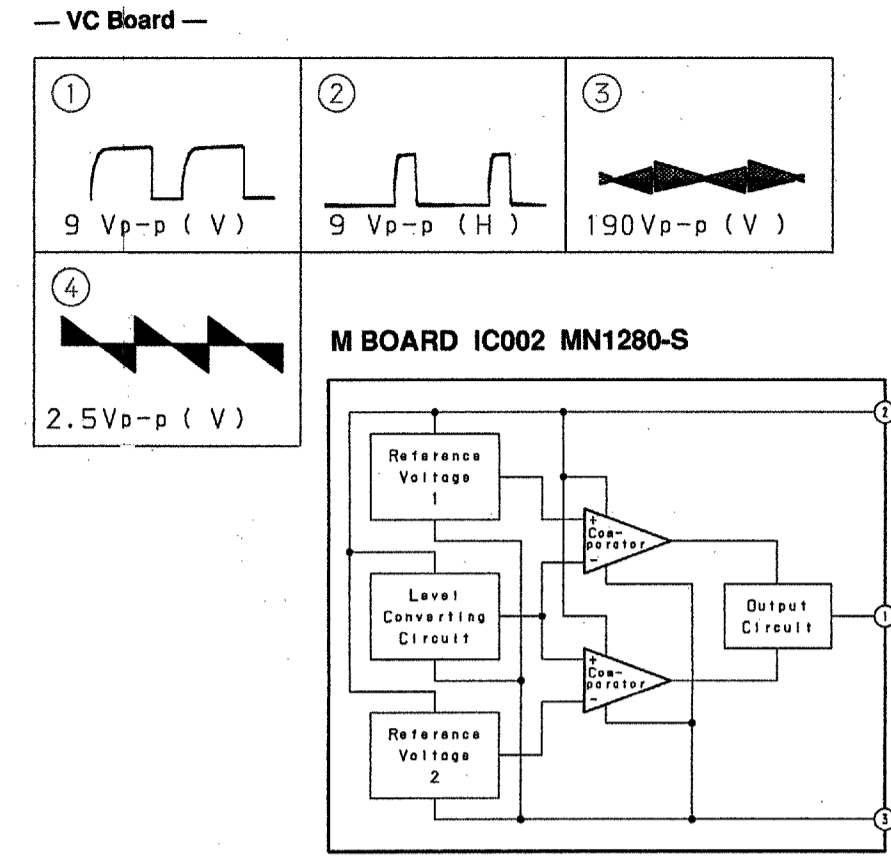 — VC Board —
1
2
3
9 Vp-p ( V )
9 Vp-p ( H )
190Vp-p ( V )
4
2.5Vp-p ( V )
M BOARD IC002 MN1280-S
2
Reference
Voltage
1
+
Com-
parator
-
Level
Converting
Circuit
Output
Circuit
1
+
Com-
parator
-
Reference
Voltage
2
3